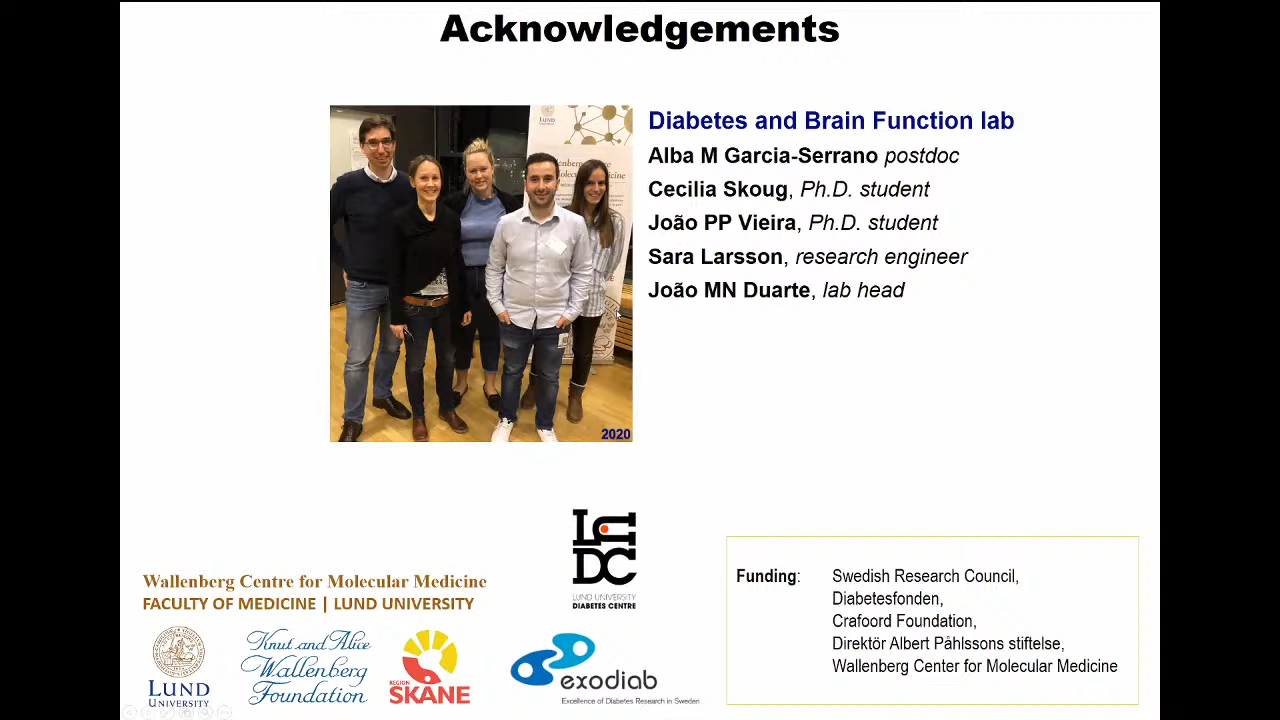 Acknowledgements
LUND
Diabetes and Brain Function lab
Alba M Garcia-Serrano postdoc
Cecilia Skoug, Ph.D. student
João PP Vieira, Ph.D. student
Sara Larsson, research engineer
João MN Duarte, lab head
2020
LUDC
LUND UNIVERSITY
DIABETES CENTRE
Wallenberg Centre for Molecular Medicine
FACULTY OF MEDICINE | LUND UNIVERSITY
LUND
UNIVERSITY
Knut and Alice
Wallenberg
Foundation
REGION
SKANE
exodiab
Excellence of Diabetes Research in Sweden
Funding: Swedish Research Council,
Diabetesfonden,
Crafoord Foundation,
Direktör Albert Påhlssons stiftelse,
Wallenberg Center for Molecular Medicine